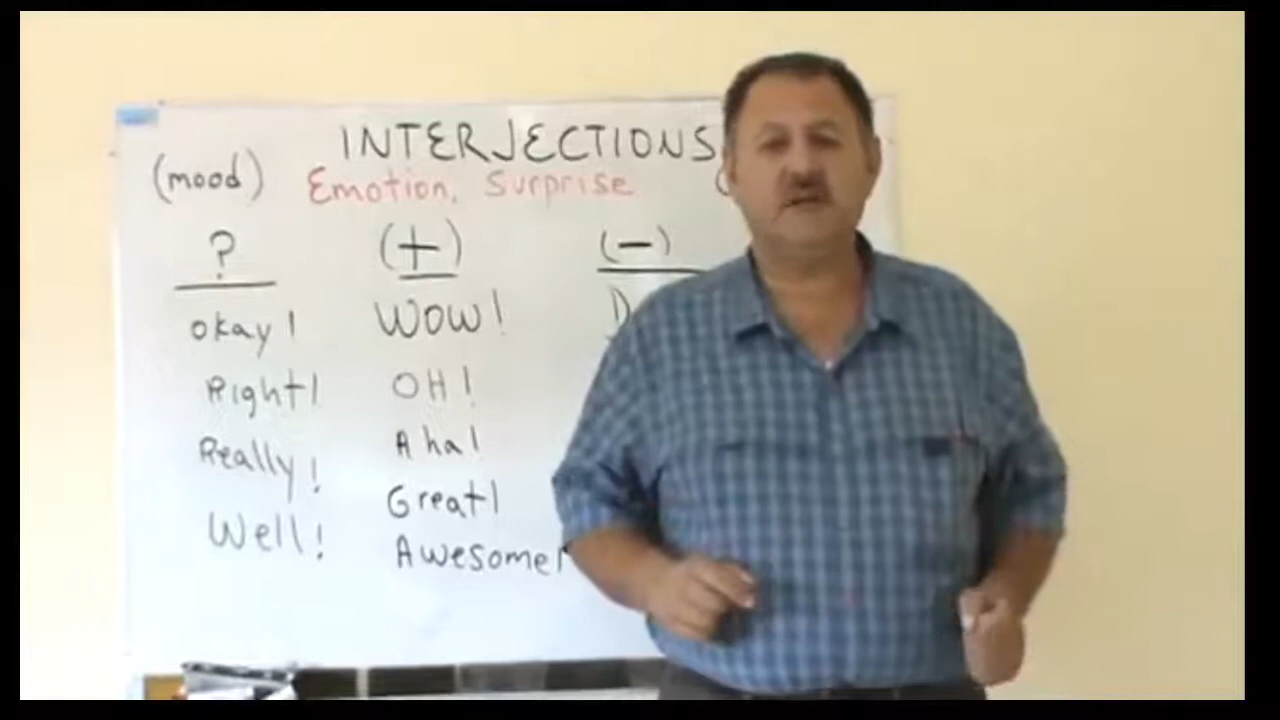 INTERJECTIONS
(mood) Emotion, Surprise (
? (+) (-)
okay! WOW! D
Right! OH!
Really! Aha!
Well! Great!
Awesome!